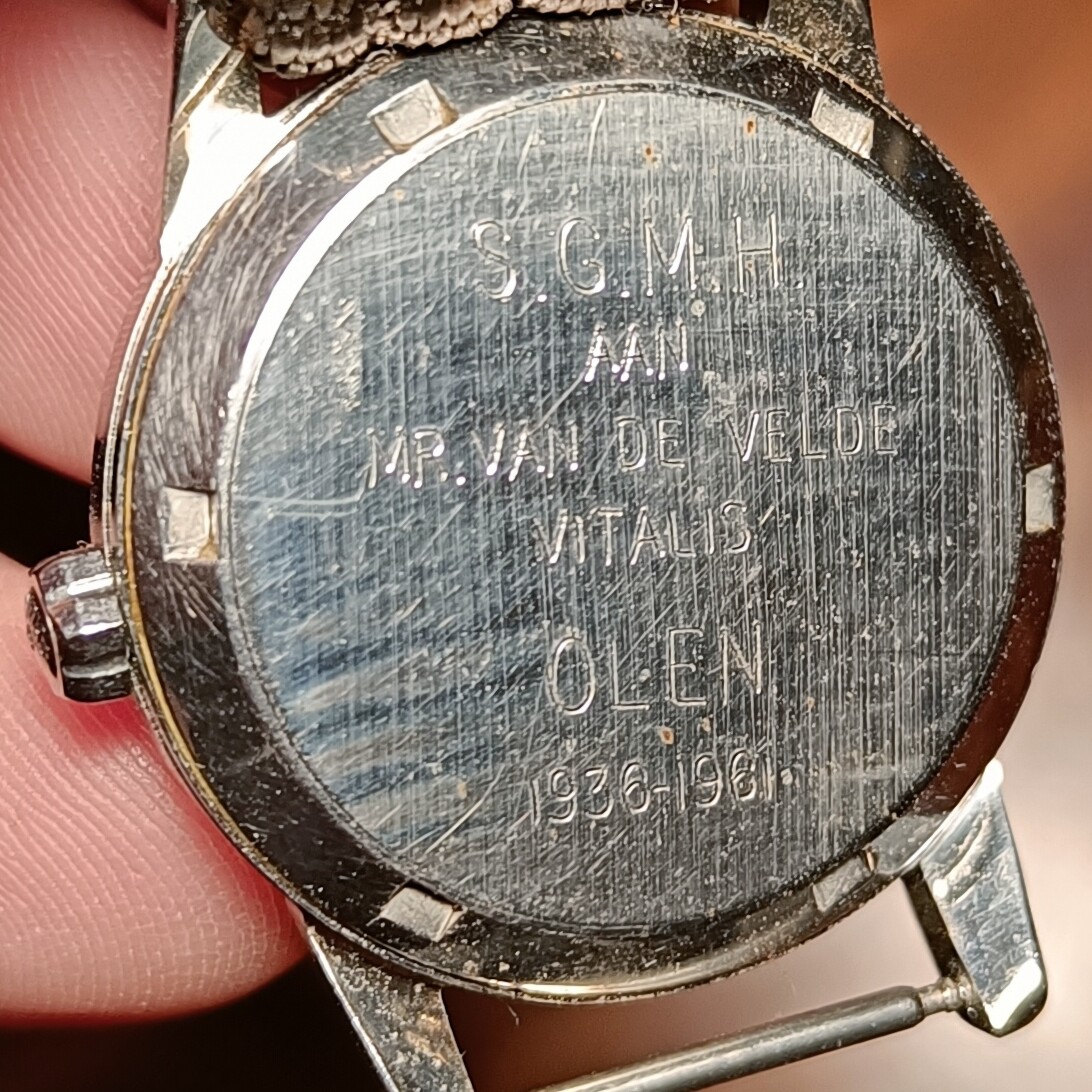 S.G.M.H.
AAN
MR. VAN DE VELDE
VITALIS
OLEN
1936-1961